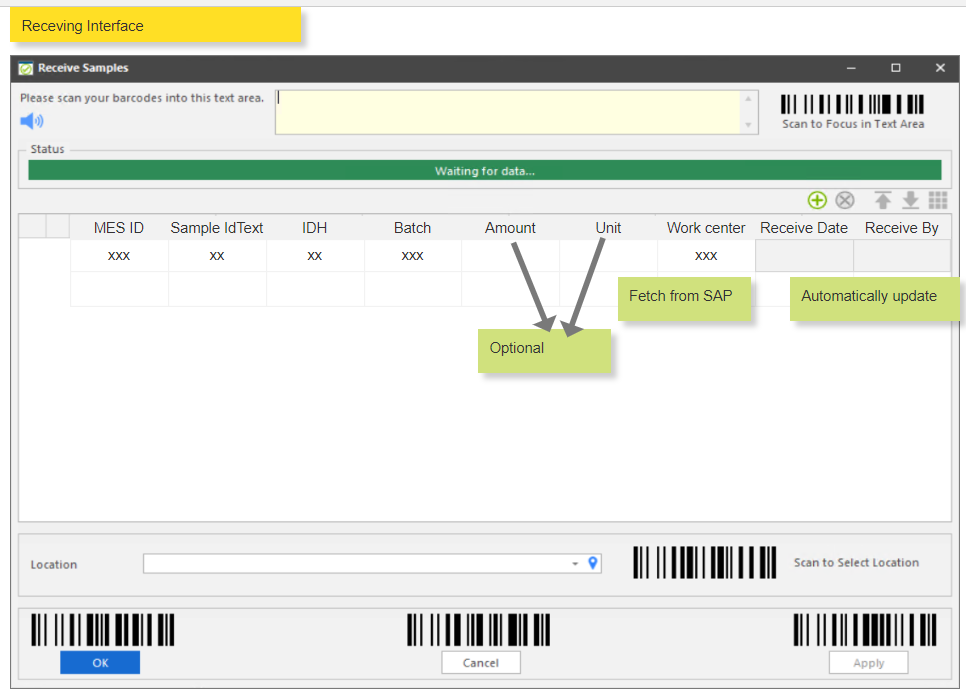 Receving Interface
Receive Samples
Please scan your barcodes into this text area.
Scan to Focus in Text Area
Status
Waiting for data...
MES ID Sample IdText IDH Batch Amount Unit Work center Receive Date Receive By
xxx xx xx xxx xxx
Fetch from SAP
Automatically update
Optional
Location
Scan to Select Location
OK
Cancel
Apply